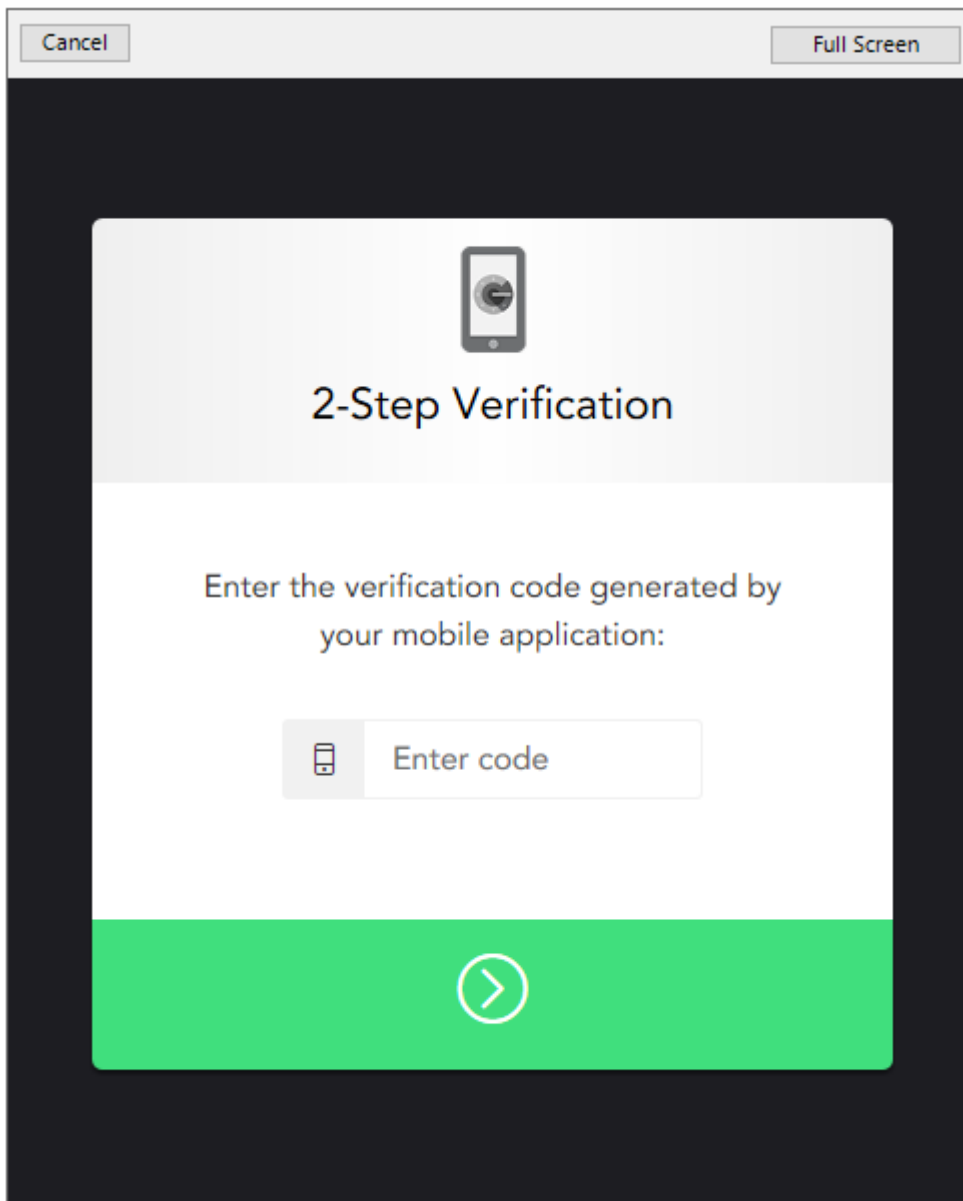 Cancel
Full Screen
2-Step Verification
Enter the verification code generated by
your mobile application:
Enter code